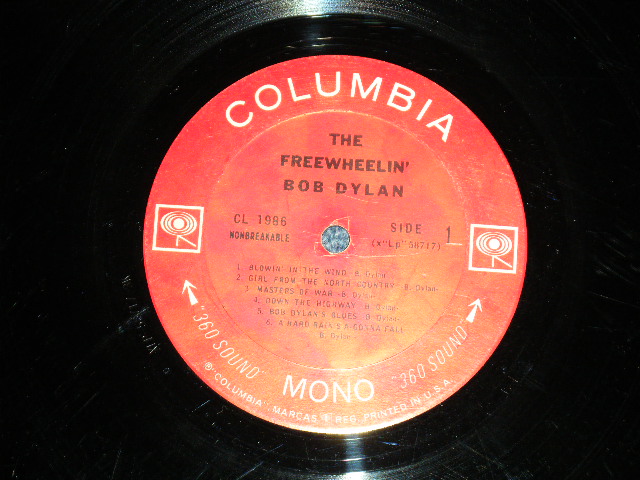 COLUMBIA
THE
FREEWHEELIN'
BOB DYLAN
CL 1986
NONBREAKABLE
SIDE 1
(x"Lp"58717)
1. BLOWIN' IN THE WIND -B. Dylan-
2. GIRL FROM THE NORTH COUNTRY -B. Dylan-
3. MASTERS OF WAR -B. Dylan-
4. DOWN THE HIGHWAY -B. Dylan-
5. BOB DYLAN'S BLUES -B. Dylan-
6. A HARD RAIN'S A-GONNA FALL
-B. Dylan-
"360 SOUND"
MONO
"360 SOUND"
® "COLUMBIA", MARCAS REG. PRINTED IN U.S.A.